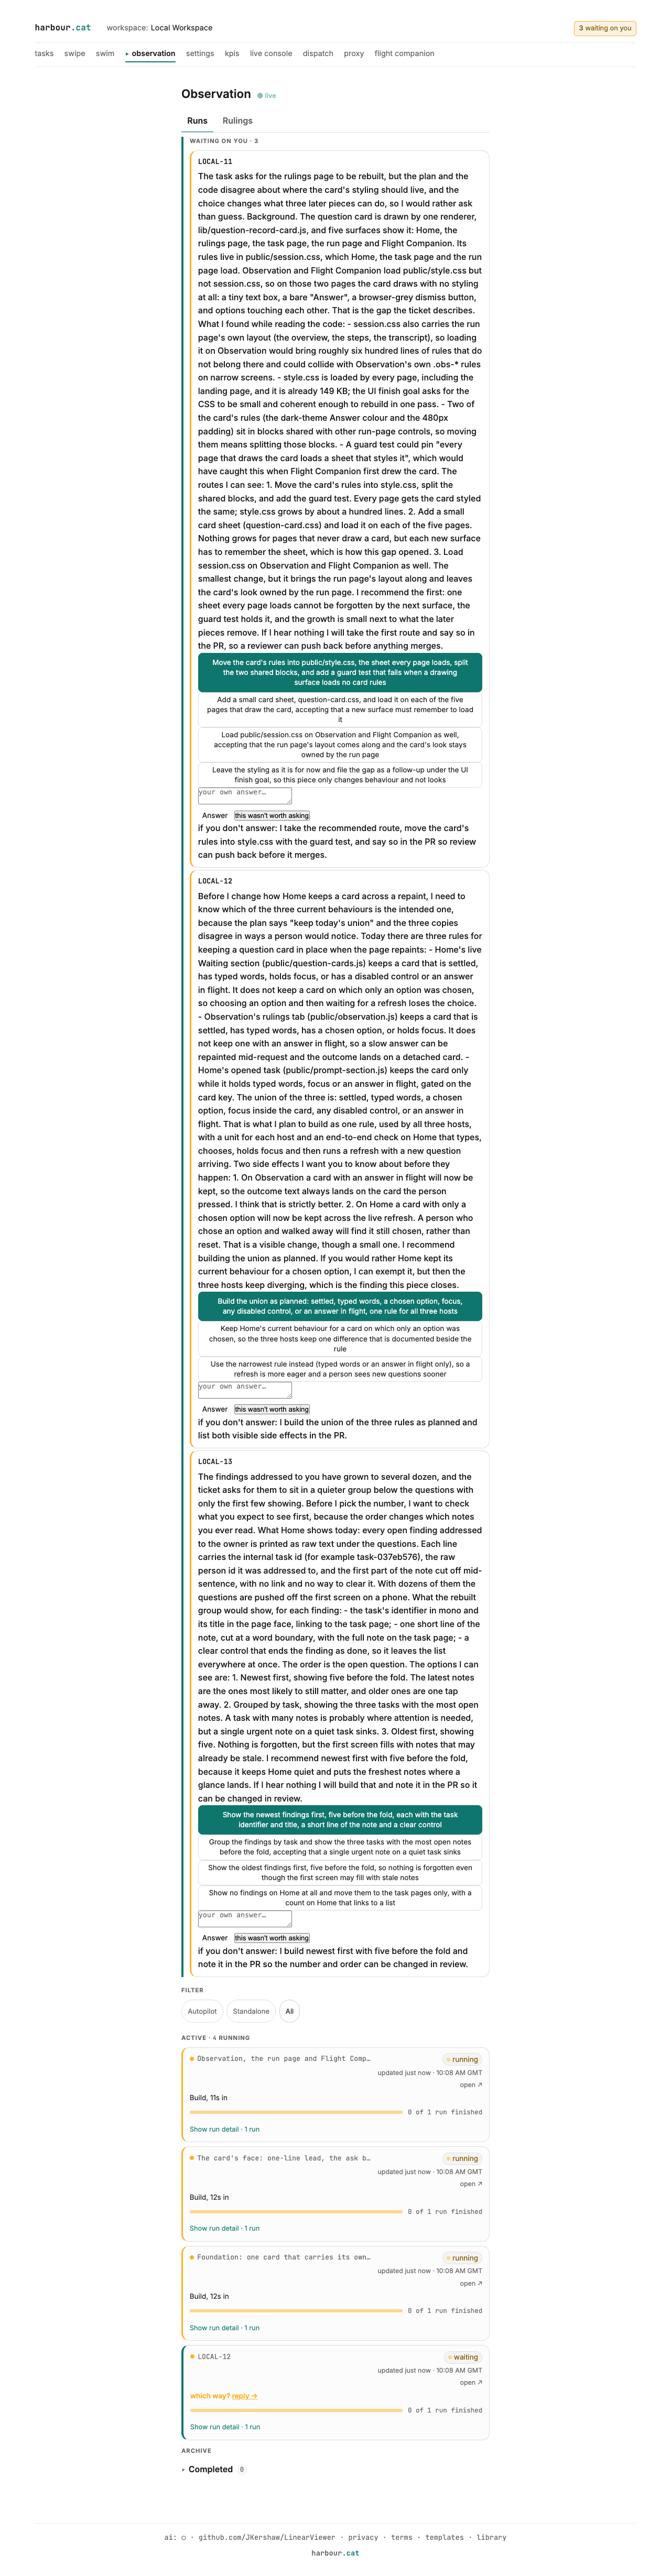 harbour.cat workspace: Local Workspace 3 waiting on you
tasks swipe swim ▸ observation settings kpis live console dispatch proxy flight companion
Observation live
Runs Rulings
WAITING ON YOU · 3
LOCAL-11
The task asks for the rulings page to be rebuilt, but the plan and the
code disagree about where the card's styling should live, and the
choice changes what three later pieces can do, so I would rather ask
than guess. Background. The question card is drawn by one renderer,
lib/question-record-card.js, and five surfaces show it: Home, the
rulings page, the task page, the run page and Flight Companion. Its
rules live in public/session.css, which Home, the task page and the run
page load. Observation and Flight Companion load public/style.css but
not session.css, so on those two pages the card draws with no styling
at all: a tiny text box, a bare "Answer", a browser-grey dismiss button,
and options touching each other. That is the gap the ticket describes.
What I found while reading the code: - session.css also carries the run
page's own layout (the overview, the steps, the transcript), so loading
it on Observation would bring roughly six hundred lines of rules that do
not belong there and could collide with Observation's own .obs-* rules
on narrow screens. - style.css is loaded by every page, including the
landing page, and it is already 149 KB; the UI finish goal asks for the
CSS to be small and coherent enough to rebuild in one pass. - Two of
the card's rules (the dark-theme Answer colour and the 480px
padding) sit in blocks shared with other run-page controls, so moving
them means splitting those blocks. - A guard test could pin "every
page that draws the card loads a sheet that styles it", which would
have caught this when Flight Companion first drew the card. The
routes I can see: 1. Move the card's rules into style.css, split the
shared blocks, and add the guard test. Every page gets the card styled
the same; style.css grows by about a hundred lines. 2. Add a small
card sheet (question-card.css) and load it on each of the five pages.
Nothing grows for pages that never draw a card, but each new surface
has to remember the sheet, which is how this gap opened. 3. Load
session.css on Observation and Flight Companion as well. The
smallest change, but it brings the run page's layout along and leaves
the card's look owned by the run page. I recommend the first: one
sheet every page loads cannot be forgotten by the next surface, the
guard test holds it, and the growth is small next to what the later
pieces remove. If I hear nothing I will take the first route and say so in
the PR, so a reviewer can push back before anything merges.
Move the card's rules into public/style.css, the sheet every page loads, split
the two shared blocks, and add a guard test that fails when a drawing
surface loads no card rules
Add a small card sheet, question-card.css, and load it on each of the five
pages that draw the card, accepting that a new surface must remember to load
it
Load public/session.css on Observation and Flight Companion as well,
accepting that the run page's layout comes along and the card's look stays
owned by the run page
Leave the styling as it is for now and file the gap as a follow-up under the UI
finish goal, so this piece only changes behaviour and not looks
your own answer…
Answer this wasn't worth asking
if you don't answer: I take the recommended route, move the card's
rules into style.css with the guard test, and say so in the PR so review
can push back before it merges.
LOCAL-12
Before I change how Home keeps a card across a repaint, I need to
know which of the three current behaviours is the intended one,
because the plan says "keep today's union" and the three copies
disagree in ways a person would notice. Today there are three rules for
keeping a question card in place when the page repaints: - Home's live
Waiting section (public/question-cards.js) keeps a card that is settled,
has typed words, holds focus, or has a disabled control or an answer
in flight. It does not keep a card on which only an option was chosen,
so choosing an option and then waiting for a refresh loses the choice.
- Observation's rulings tab (public/observation.js) keeps a card that is
settled, has typed words, has a chosen option, or holds focus. It does
not keep one with an answer in flight, so a slow answer can be
repainted mid-request and the outcome lands on a detached card. -
Home's opened task (public/prompt-section.js) keeps the card only
while it holds typed words, focus or an answer in flight, gated on the
card key. The union of the three is: settled, typed words, a chosen
option, focus inside the card, any disabled control, or an answer in
flight. That is what I plan to build as one rule, used by all three hosts,
with a unit for each host and an end-to-end check on Home that types,
chooses, holds focus and then runs a refresh with a new question
arriving. Two side effects I want you to know about before they
happen: 1. On Observation a card with an answer in flight will now be
kept, so the outcome text always lands on the card the person
pressed. I think that is strictly better. 2. On Home a card with only a
chosen option will now be kept across the live refresh. A person who
chose an option and walked away will find it still chosen, rather than
reset. That is a visible change, though a small one. I recommend
building the union as planned. If you would rather Home kept its
current behaviour for a chosen option, I can exempt it, but then the
three hosts keep diverging, which is the finding this piece closes.
Build the union as planned: settled, typed words, a chosen option, focus,
any disabled control, or an answer in flight, one rule for all three hosts
Keep Home's current behaviour for a card on which only an option was
chosen, so the three hosts keep one difference that is documented beside the
rule
Use the narrowest rule instead (typed words or an answer in flight only), so a
refresh is more eager and a person sees new questions sooner
your own answer…
Answer this wasn't worth asking
if you don't answer: I build the union of the three rules as planned and
list both visible side effects in the PR.
LOCAL-13
The findings addressed to you have grown to several dozen, and the
ticket asks for them to sit in a quieter group below the questions with
only the first few showing. Before I pick the number, I want to check
what you expect to see first, because the order changes which notes
you ever read. What Home shows today: every open finding addressed
to the owner is printed as raw text under the questions. Each line
carries the internal task id (for example task-037eb576), the raw
person id it was addressed to, and the first part of the note cut off mid-
sentence, with no link and no way to clear it. With dozens of them the
questions are pushed off the first screen on a phone. What the rebuilt
group would show, for each finding: - the task's identifier in mono and
its title in the page face, linking to the task page; - one short line of the
note, cut at a word boundary, with the full note on the task page; - a
clear control that ends the finding as done, so it leaves the list
everywhere at once. The order is the open question. The options I can
see are: 1. Newest first, showing five before the fold. The latest notes
are the ones most likely to still matter, and older ones are one tap
away. 2. Grouped by task, showing the three tasks with the most open
notes. A task with many notes is probably where attention is needed,
but a single urgent note on a quiet task sinks. 3. Oldest first, showing
five. Nothing is forgotten, but the first screen fills with notes that may
already be stale. I recommend newest first with five before the fold,
because it keeps Home quiet and puts the freshest notes where a
glance lands. If I hear nothing I will build that and note it in the PR so it
can be changed in review.
Show the newest findings first, five before the fold, each with the task
identifier and title, a short line of the note and a clear control
Group the findings by task and show the three tasks with the most open notes
before the fold, accepting that a single urgent note on a quiet task sinks
Show the oldest findings first, five before the fold, so nothing is forgotten even
though the first screen may fill with stale notes
Show no findings on Home at all and move them to the task pages only, with a
count on Home that links to a list
your own answer…
Answer this wasn't worth asking
if you don't answer: I build newest first with five before the fold and
note it in the PR so the number and order can be changed in review.
FILTER
Autopilot Standalone All
ACTIVE · 4 RUNNING
Observation, the run page and Flight Comp… running
updated just now · 10:08 AM GMT
open ↗
Build, 11s in
0 of 1 run finished
Show run detail · 1 run
The card's face: one-line lead, the ask b… running
updated just now · 10:08 AM GMT
open ↗
Build, 12s in
0 of 1 run finished
Show run detail · 1 run
Foundation: one card that carries its own… running
updated just now · 10:08 AM GMT
open ↗
Build, 12s in
0 of 1 run finished
Show run detail · 1 run
LOCAL-12 waiting
updated just now · 10:08 AM GMT
open ↗
which way? reply →
0 of 1 run finished
Show run detail · 1 run
ARCHIVE
▸ Completed 0
ai: ○ · github.com/JKershaw/LinearViewer · privacy · terms · templates · library
harbour.cat